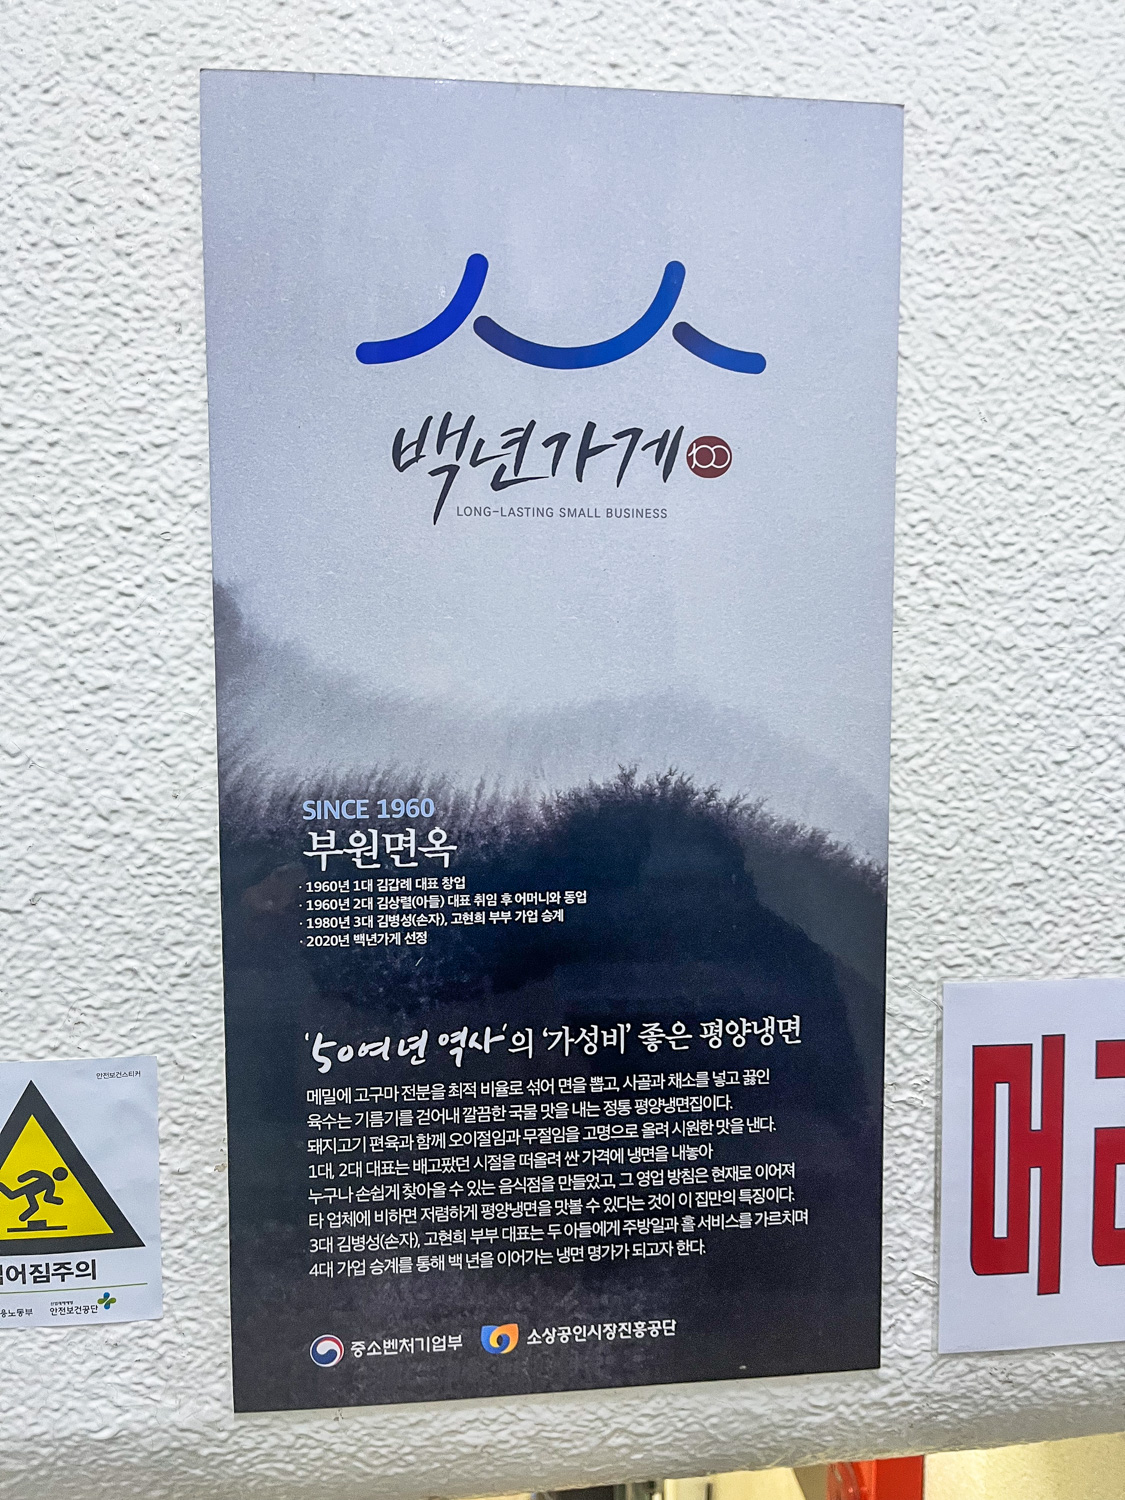 백년가게 100
LONG-LASTING SMALL BUSINESS
SINCE 1960
부원면옥
· 1960년 1대 김갑례 대표 창업
· 1960년 2대 김상렬(아들) 대표 취임 후 어머니와 동업
· 1980년 3대 김병성(손자), 고현희 부부 가업 승계
· 2020년 백년가게 선정
'50여년 역사'의 '가성비' 좋은 평양냉면
메밀에 고구마 전분을 최적 비율로 섞어 면을 뽑고, 사골과 채소를 넣고 끓인
육수는 기름기를 걷어내 깔끔한 국물 맛을 내는 정통 평양냉면집이다.
돼지고기 편육과 함께 오이절임과 무절임을 고명으로 올려 시원한 맛을 낸다.
1대, 2대 대표는 배고팠던 시절을 떠올려 싼 가격에 냉면을 내놓아
누구나 손쉽게 찾아올 수 있는 음식점을 만들었고, 그 영업 방침은 현재로 이어져
타 업체에 비하면 저렴하게 평양냉면을 맛볼 수 있다는 것이 이 집만의 특징이다.
3대 김병성(손자), 고현희 부부 대표는 두 아들에게 주방일과 홀 서비스를 가르치며
4대 가업 승계를 통해 백 년을 이어가는 냉면 명가가 되고자 한다.
중소벤처기업부 소상공인시장진흥공단
안전보건스티커
어짐주의
용노동부 안전보건공단
머